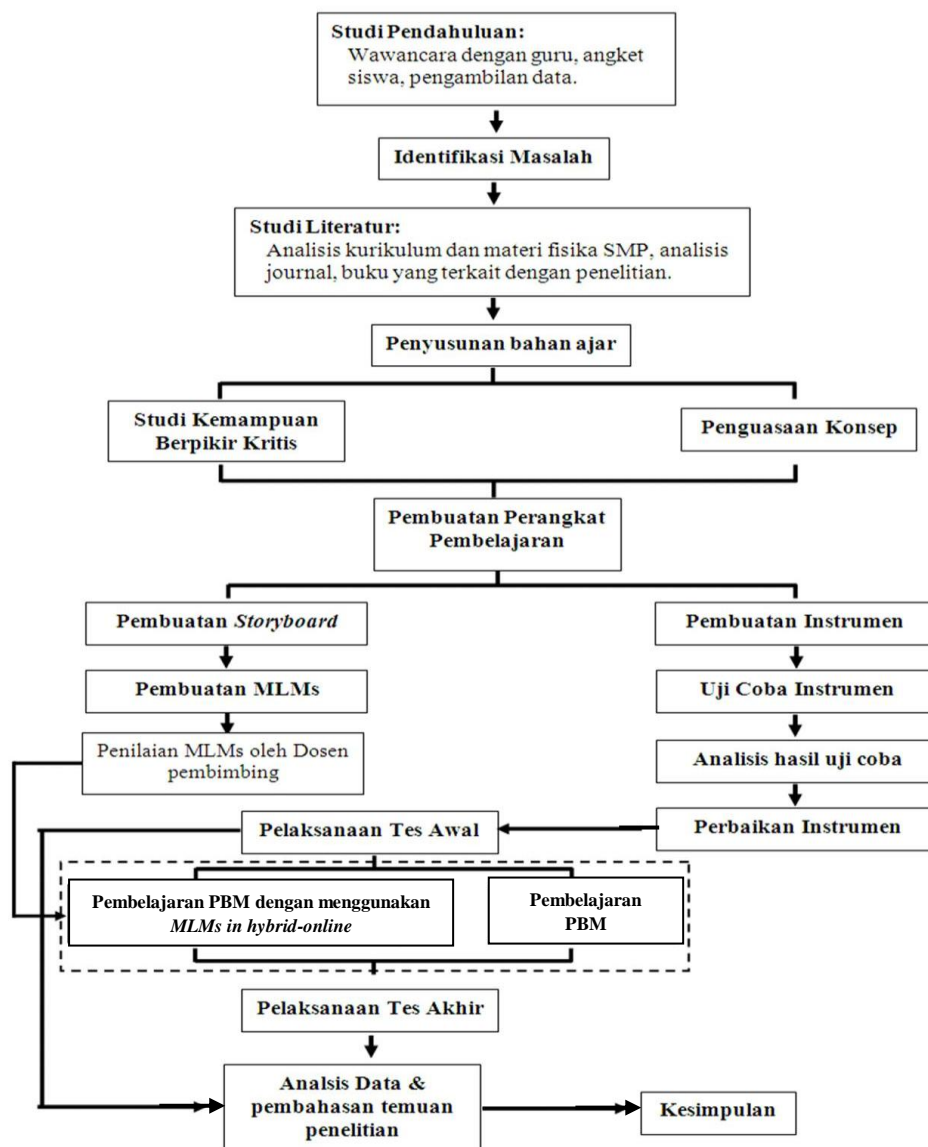 Studi Pendahuluan:
Wawancara dengan guru, angket
siswa, pengambilan data.
Identifikasi Masalah
Studi Literatur:
Analisis kurikulum dan materi fisika SMP, analisis
journal, buku yang terkait dengan penelitian.
Penyusunan bahan ajar
Studi Kemampuan
Berpikir Kritis
Penguasaan Konsep
Pembuatan Perangkat
Pembelajaran
Pembuatan Storyboard
Pembuatan Instrumen
Pembuatan MLMs
Uji Coba Instrumen
Penilaian MLMs oleh Dosen
pembimbing
Analisis hasil uji coba
Pelaksanaan Tes Awal
Perbaikan Instrumen
Pembelajaran PBM dengan menggunakan
MLMs in hybrid-online
Pembelajaran
PBM
Pelaksanaan Tes Akhir
Analsis Data &
pembahasan temuan
penelitian
Kesimpulan